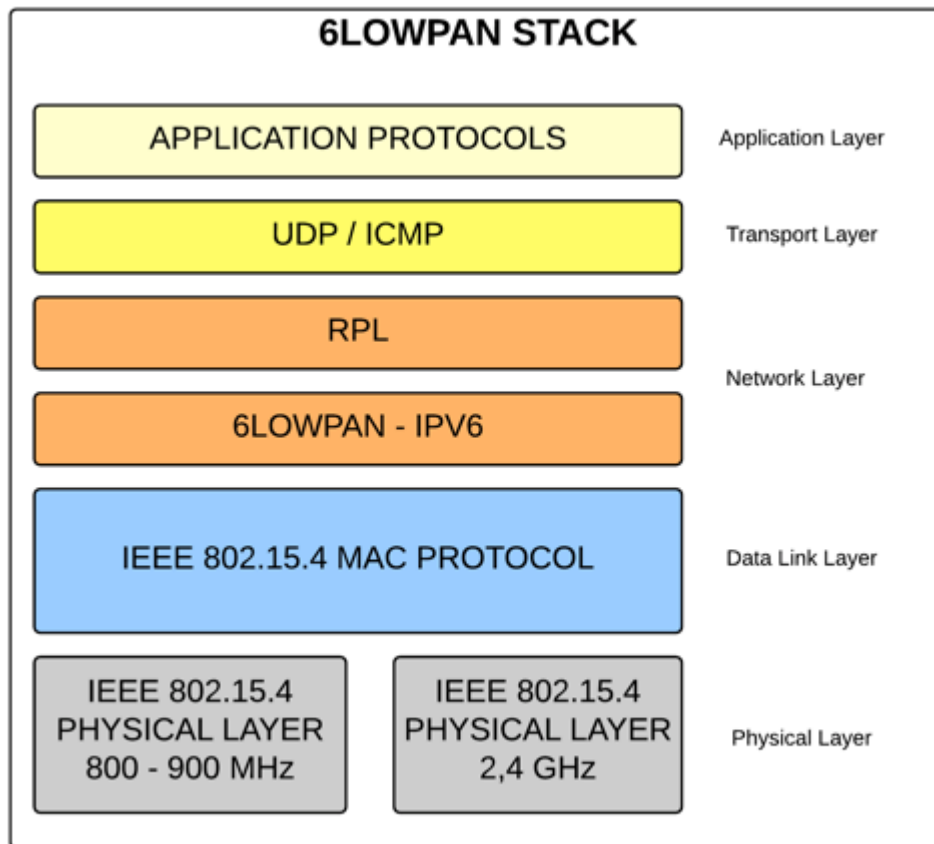 6LOWPAN STACK
APPLICATION PROTOCOLS
Application Layer
UDP / ICMP
Transport Layer
RPL
Network Layer
6LOWPAN - IPV6
IEEE 802.15.4 MAC PROTOCOL
Data Link Layer
IEEE 802.15.4
PHYSICAL LAYER
800 - 900 MHz
IEEE 802.15.4
PHYSICAL LAYER
2,4 GHz
Physical Layer